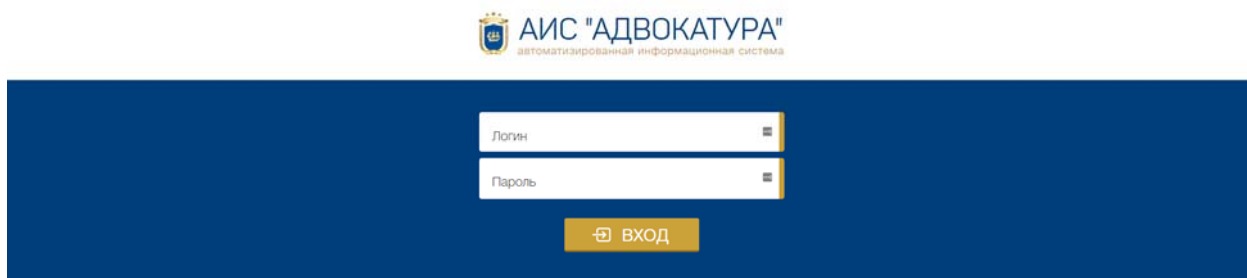 АИС "АДВОКАТУРА"
автоматизированная информационная система
Логин
Пароль
ВХОД